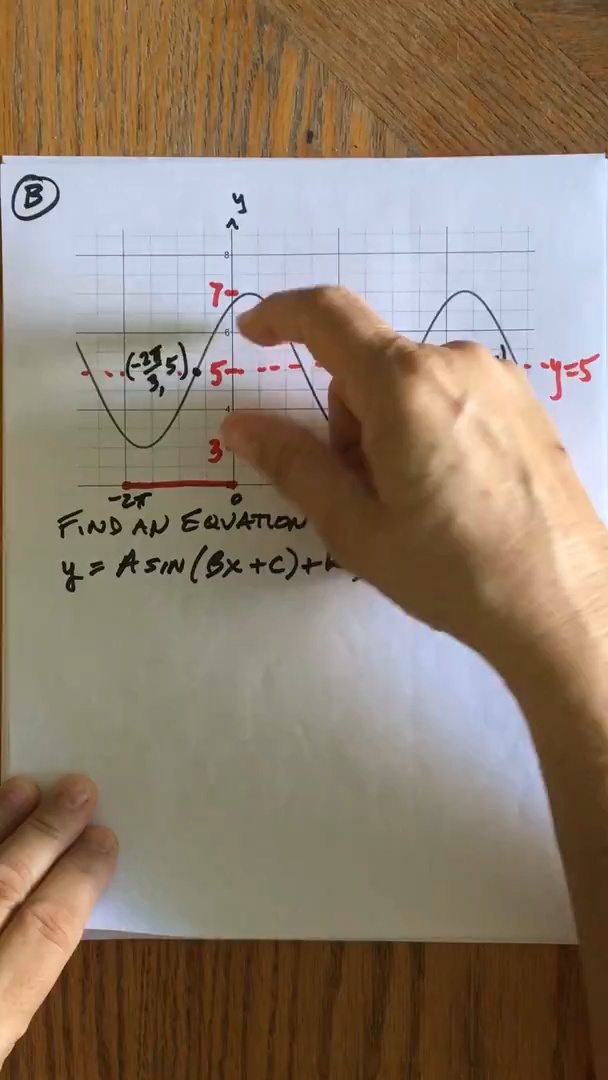 B
y
8
7
6
(-2π/3, 5)
5
y=5
4
3
-2π
0
FIND AN EQUATION
y = A SIN (Bx + C) +